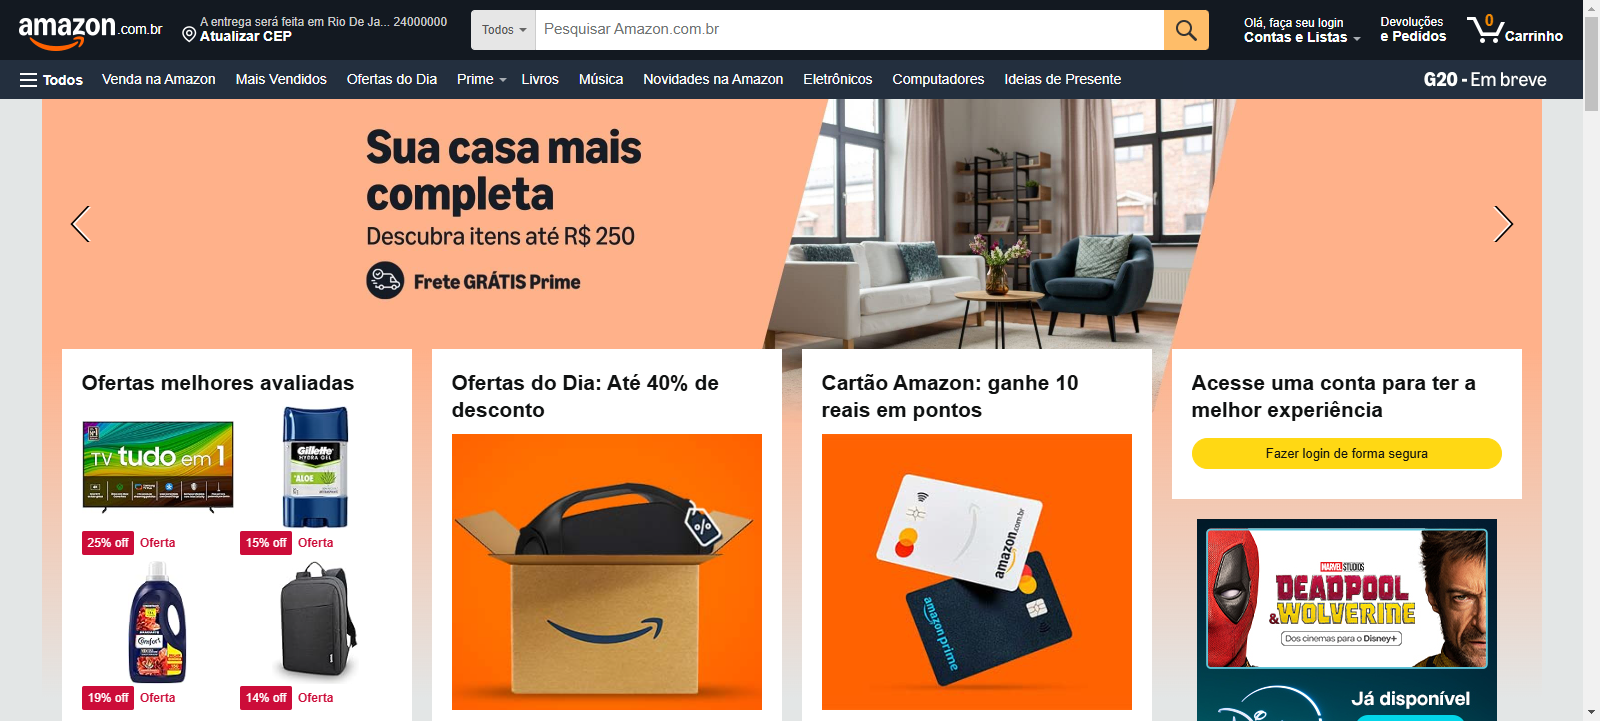 amazon.com.br
A entrega será feita em Rio De Ja... 24000000
Atualizar CEP
Todos
Pesquisar Amazon.com.br
Olá, faça seu login
Contas e Listas
Devoluções
e Pedidos
0
Carrinho
Todos
Venda na Amazon
Mais Vendidos
Ofertas do Dia
Prime
Livros
Música
Novidades na Amazon
Eletrônicos
Computadores
Ideias de Presente
G20 - Em breve
Sua casa mais
completa
Descubra itens até R$ 250
Frete GRÁTIS Prime
Ofertas melhores avaliadas
TV tudo em 1
Gillette
HYDRA GEL
ALOE
25% off Oferta
15% off Oferta
Comfort
19% off Oferta
14% off Oferta
Ofertas do Dia: Até 40% de
desconto
%
Cartão Amazon: ganhe 10
reais em pontos
amazon.com.br
amazon prime
Acesse uma conta para ter a
melhor experiência
Fazer login de forma segura
MARVEL STUDIOS
DEADPOOL
& WOLVERINE
Dos cinemas para o Disney+
Já disponível